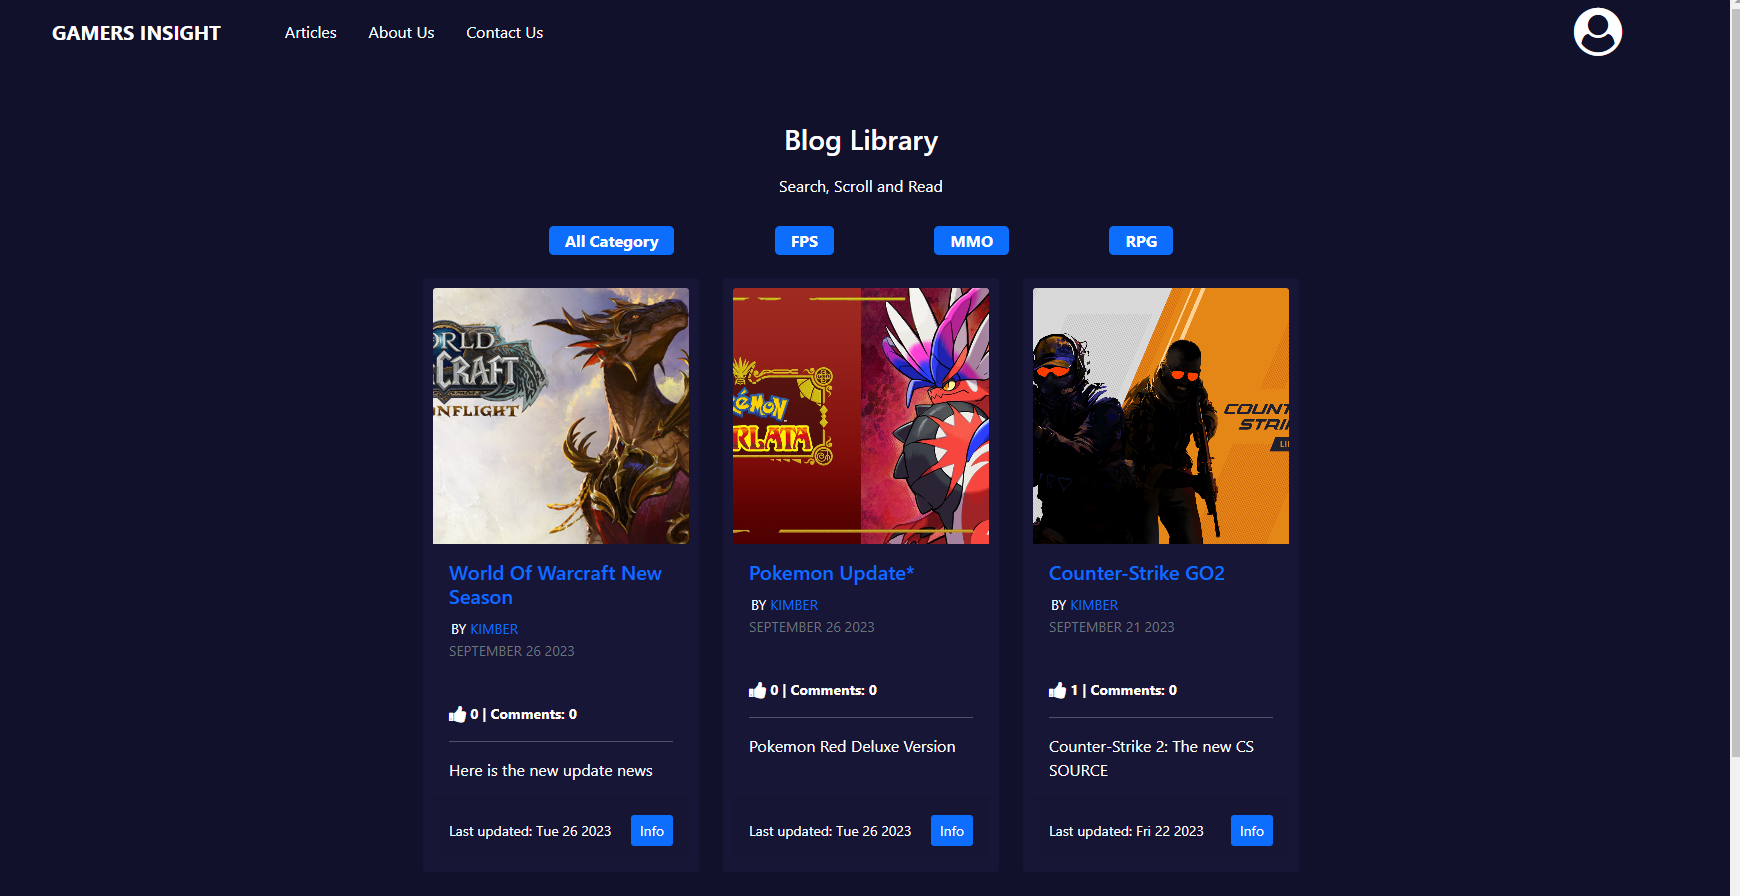 GAMERS INSIGHT Articles About Us Contact Us
Blog Library
Search, Scroll and Read
All Category FPS MMO RPG
ORLD
CRAFT
ONFLIGHT
KéMON
RLATA
COUNT
STRI
LI
World Of Warcraft New
Season
BY KIMBER
SEPTEMBER 26 2023
0 | Comments: 0
Here is the new update news
Last updated: Tue 26 2023 Info
Pokemon Update*
BY KIMBER
SEPTEMBER 26 2023
0 | Comments: 0
Pokemon Red Deluxe Version
Last updated: Tue 26 2023 Info
Counter-Strike GO2
BY KIMBER
SEPTEMBER 21 2023
1 | Comments: 0
Counter-Strike 2: The new CS
SOURCE
Last updated: Fri 22 2023 Info